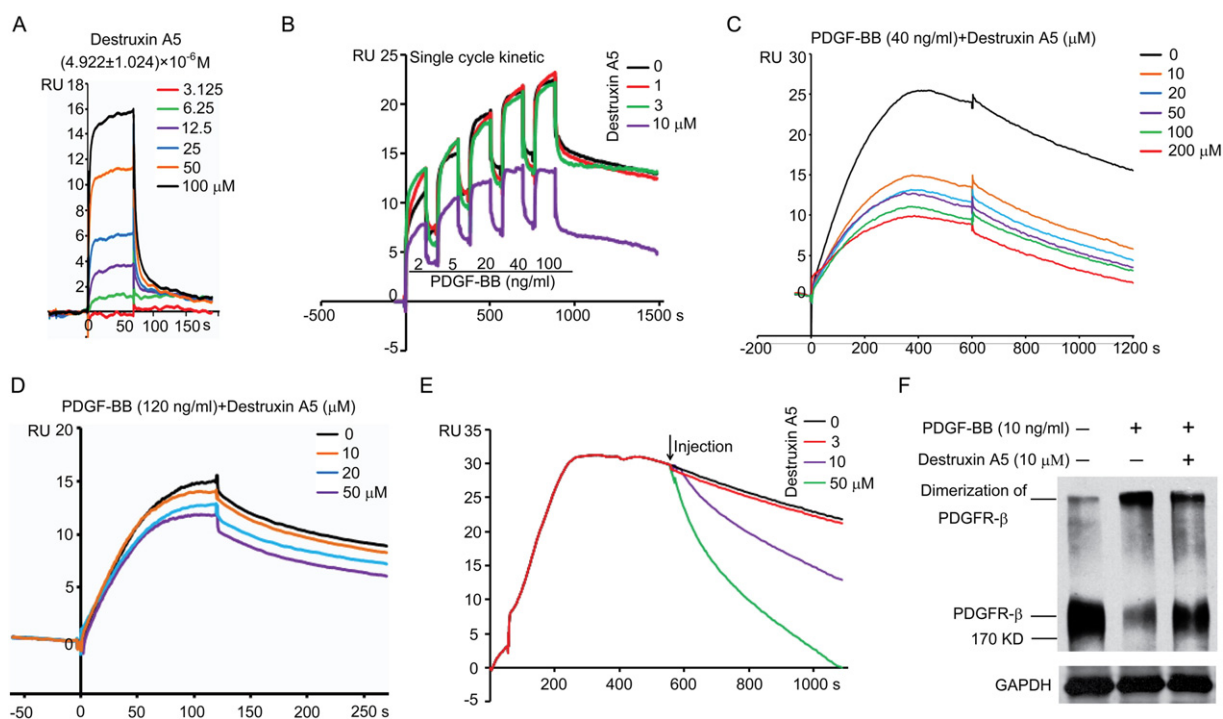 A
Destruxin A5
(4.922±1.024)×10⁻⁶M
RU 18
16
14
12
10
8
6
4
2
0 50 100 150 s
3.125
6.25
12.5
25
50
100 μM
B
RU 25
Single cycle kinetic
20
15
10
5
0
-5
-500 500 1000 1500 s
Destruxin A5
0
1
3
10 μM
2 5 20 40 100
PDGF-BB (ng/ml)
C
PDGF-BB (40 ng/ml)+Destruxin A5 (μM)
RU 30
25
20
15
10
5
0
-200 0 200 400 600 800 1000 1200 s
0
10
20
50
100
200 μM
D
PDGF-BB (120 ng/ml)+Destruxin A5 (μM)
RU 20
15
10
5
0
-50 0 50 100 150 200 250 s
0
10
20
50 μM
E
RU 35
30
25
20
15
10
5
0
35
200 400 600 800 1000 s
Injection
Destruxin A5
0
3
10
50 μM
F
PDGF-BB (10 ng/ml) – + +
Destruxin A5 (10 μM) – – +
Dimerization of
PDGFR-β
PDGFR-β
170 KD
GAPDH